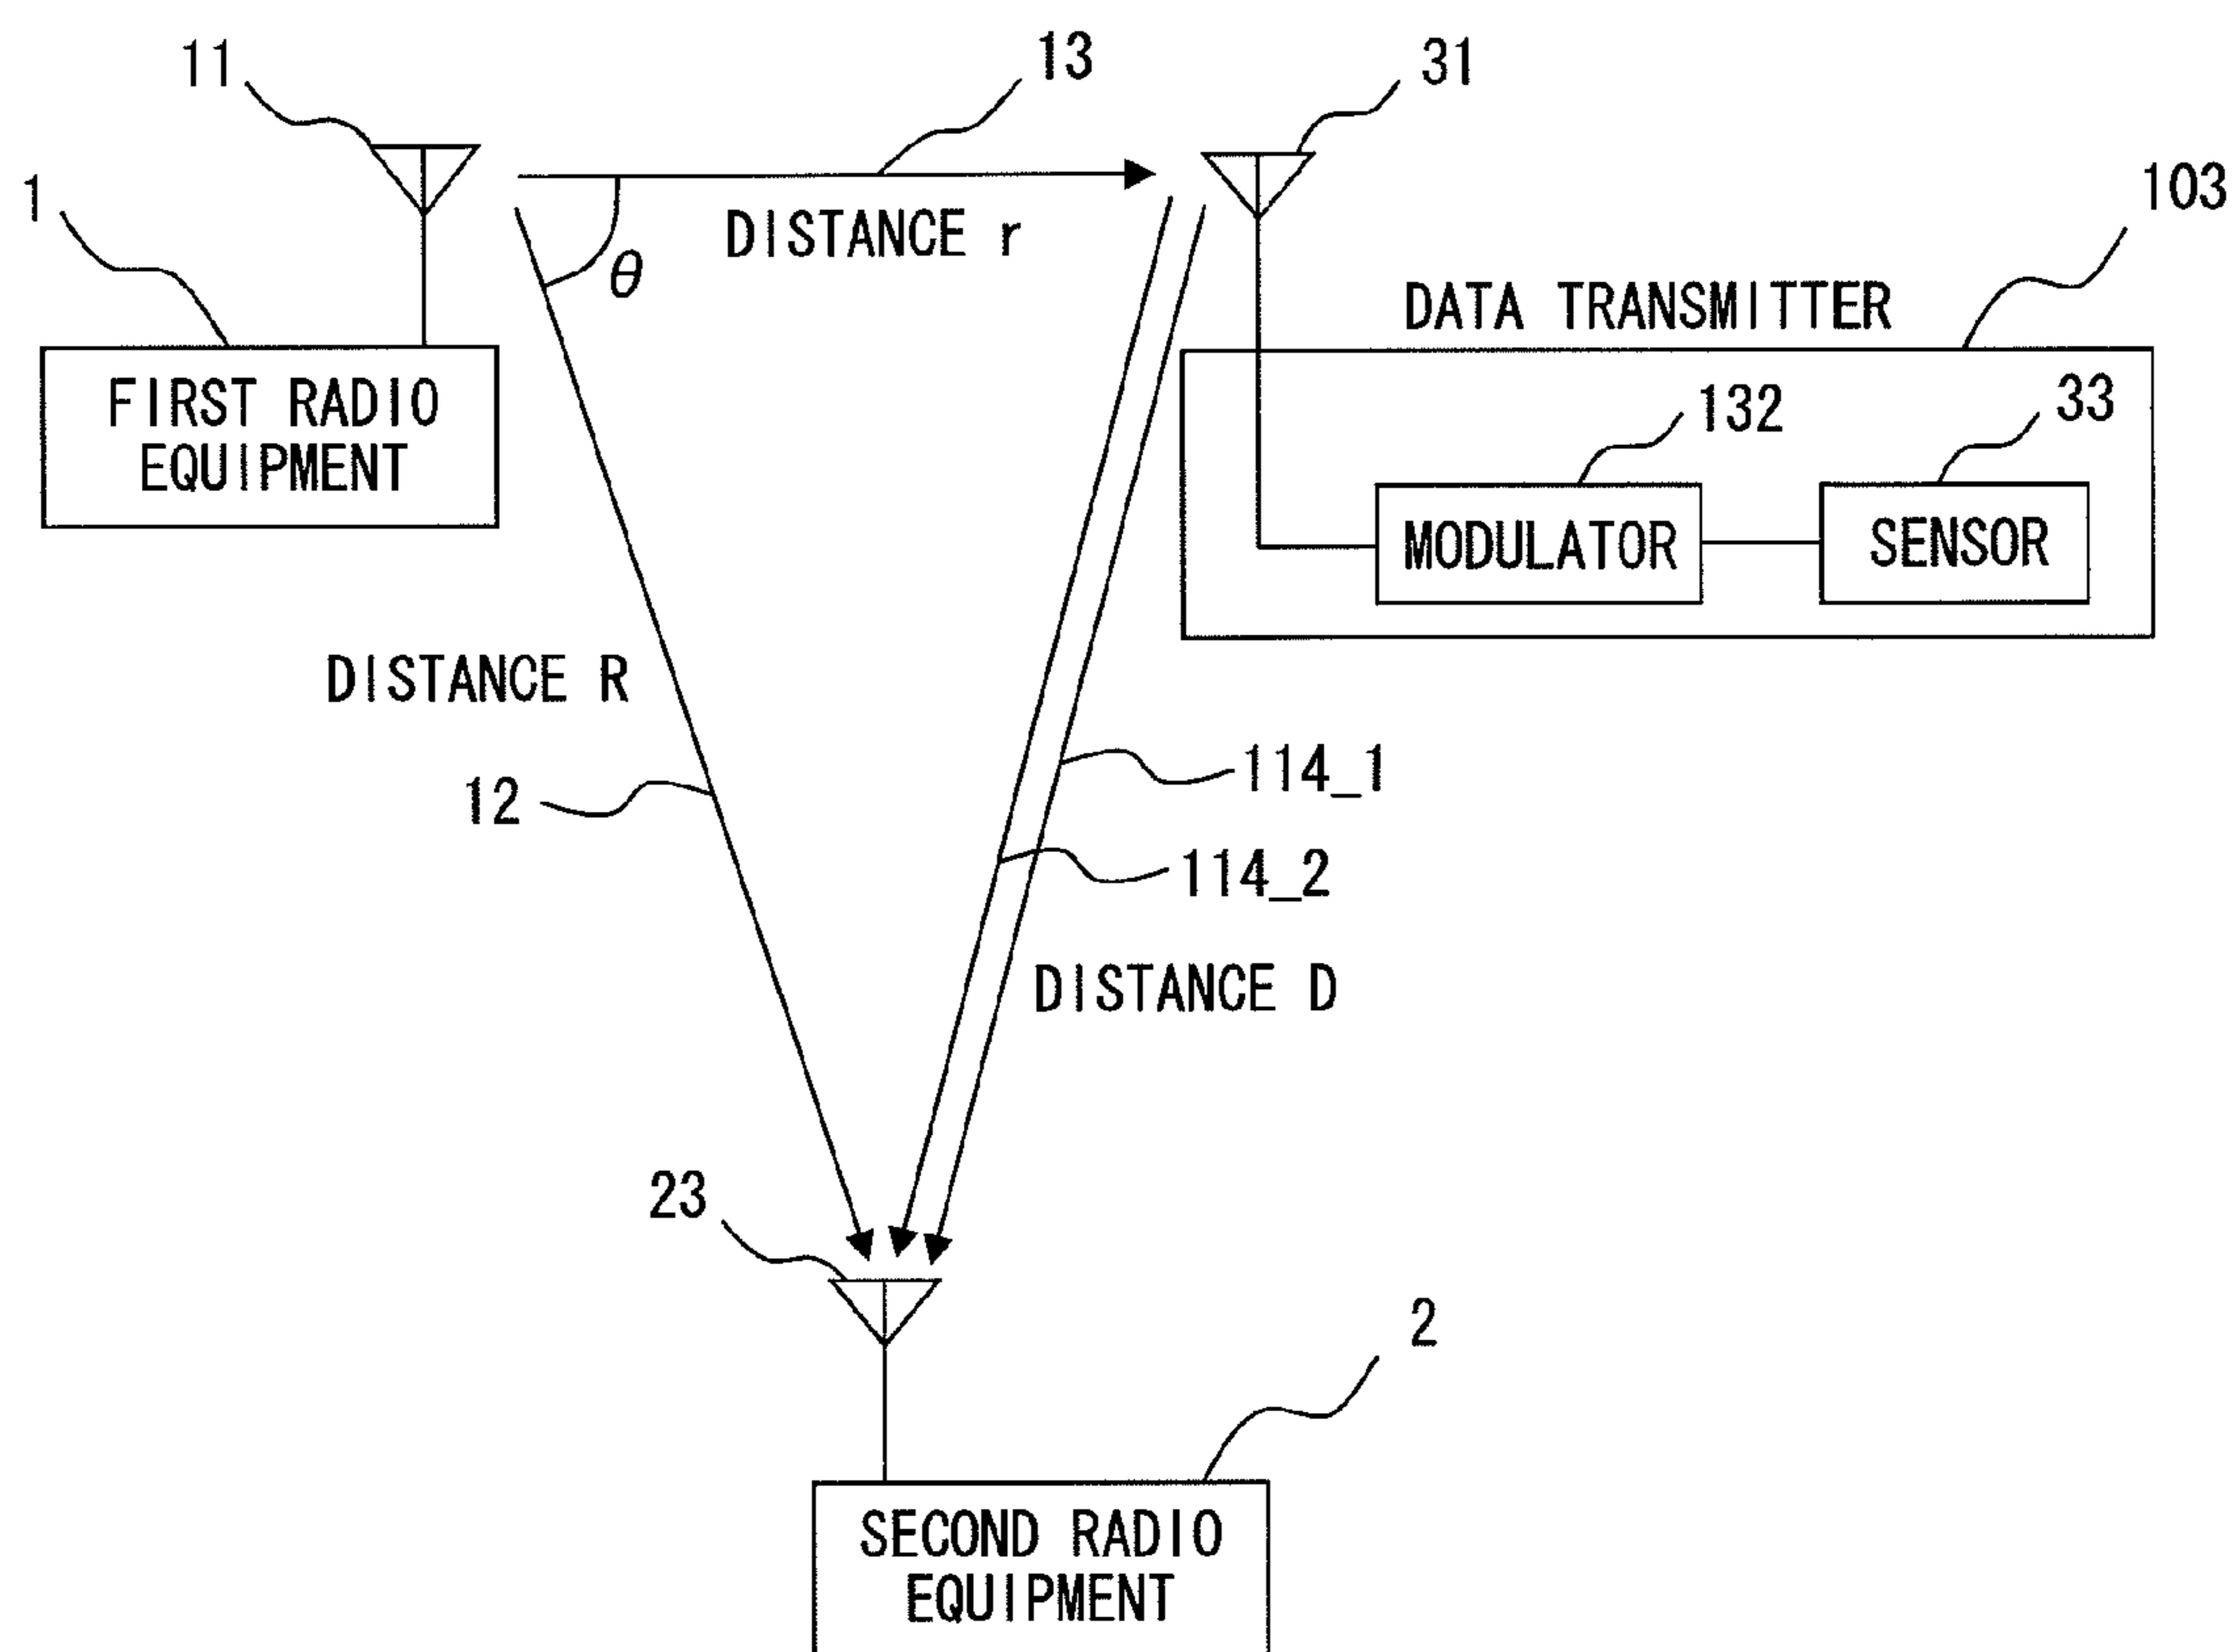 11
13
31
1
103
DISTANCE r
θ
DATA TRANSMITTER
FIRST RADIO
EQUIPMENT
132
33
MODULATOR
SENSOR
DISTANCE R
12
114_1
114_2
DISTANCE D
23
2
SECOND RADIO
EQUIPMENT